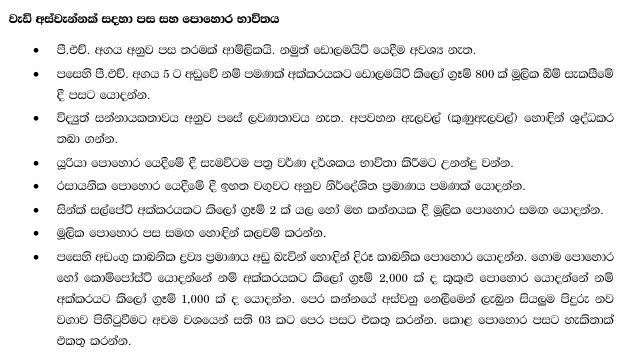 වැඩි අස්වැන්නක් සදහා පස සහ පොහොර භාවිතය
• පී.එච්. අගය අනුව පස තරමක් ආම්ලිකයි. නමුත් ඩොලමයිට් යෙදීම අවශ්‍ය නැත.
• පසෙහි පී.එච්. අගය 5 ට අඩුවේ නම් පමණක් අක්කරයකට ඩොලමයිට් කිලෝ ග්‍රෑම් 800 ක් මූලික බිම් සැකසීමේ
දී පසට යොදන්න.
• විද්‍යුත් සන්නායකතාවය අනුව පසේ ලවණතාවය නැත. අපවහන ඇලවල් (කුණුඇලවල්) හොඳින් ශුද්ධකර
තබා ගන්න.
• යූරියා පොහොර යෙදීමේ දී සැමවිටම පත්‍ර වර්ණ දර්ශකය භාවිතා කිරීමට උනන්දු වන්න.
• රසායනික පොහොර යෙදීමේ දී ඉහත වගුවට අනුව නිර්දේශිත ප්‍රමාණය පමණක් යොදන්න.
• සින්ක් සල්පේට් අක්කරයකට කිලෝ ග්‍රෑම් 2 ක් යල හෝ මහ කන්නයක දී මූලික පොහොර සමඟ යොදන්න.
• මූලික පොහොර පස සමඟ හොඳින් කලවම් කරන්න.
• පසෙහි අඩංගු කාබනික ද්‍රව්‍ය ප්‍රමාණය අඩු බැවින් හොඳින් දිරූ කාබනික පොහොර යොදන්න. ගොම පොහොර
හෝ කොම්පෝස්ට් යොදන්නේ නම් අක්කරයකට කිලෝ ග්‍රෑම් 2,000 ක් ද කුකුළු පොහොර යොදන්නේ නම්
අක්කරයට කිලෝ ග්‍රෑම් 1,000 ක් ද යොදන්න. පෙර කන්නයේ අස්වනු නෙලීමෙන් ලැබුන සියලුම පිදුරු නව
වගාව පිහිටුවීමට අවම වශයෙන් සති 03 කට පෙර පසට එකතු කරන්න. කොළ පොහොර පසට හැකිතාක්
එකතු කරන්න.